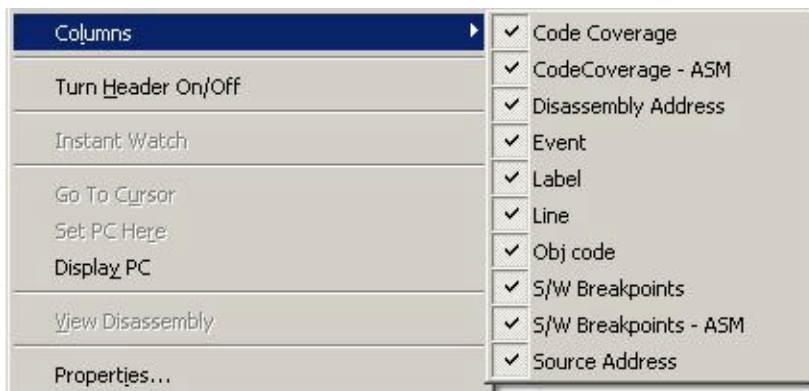 Columns
Turn Header On/Off
Instant Watch
Go To Cursor
Set PC Here
Display PC
View Disassembly
Properties...
Code Coverage
CodeCoverage - ASM
Disassembly Address
Event
Label
Line
Obj code
S/W Breakpoints
S/W Breakpoints - ASM
Source Address